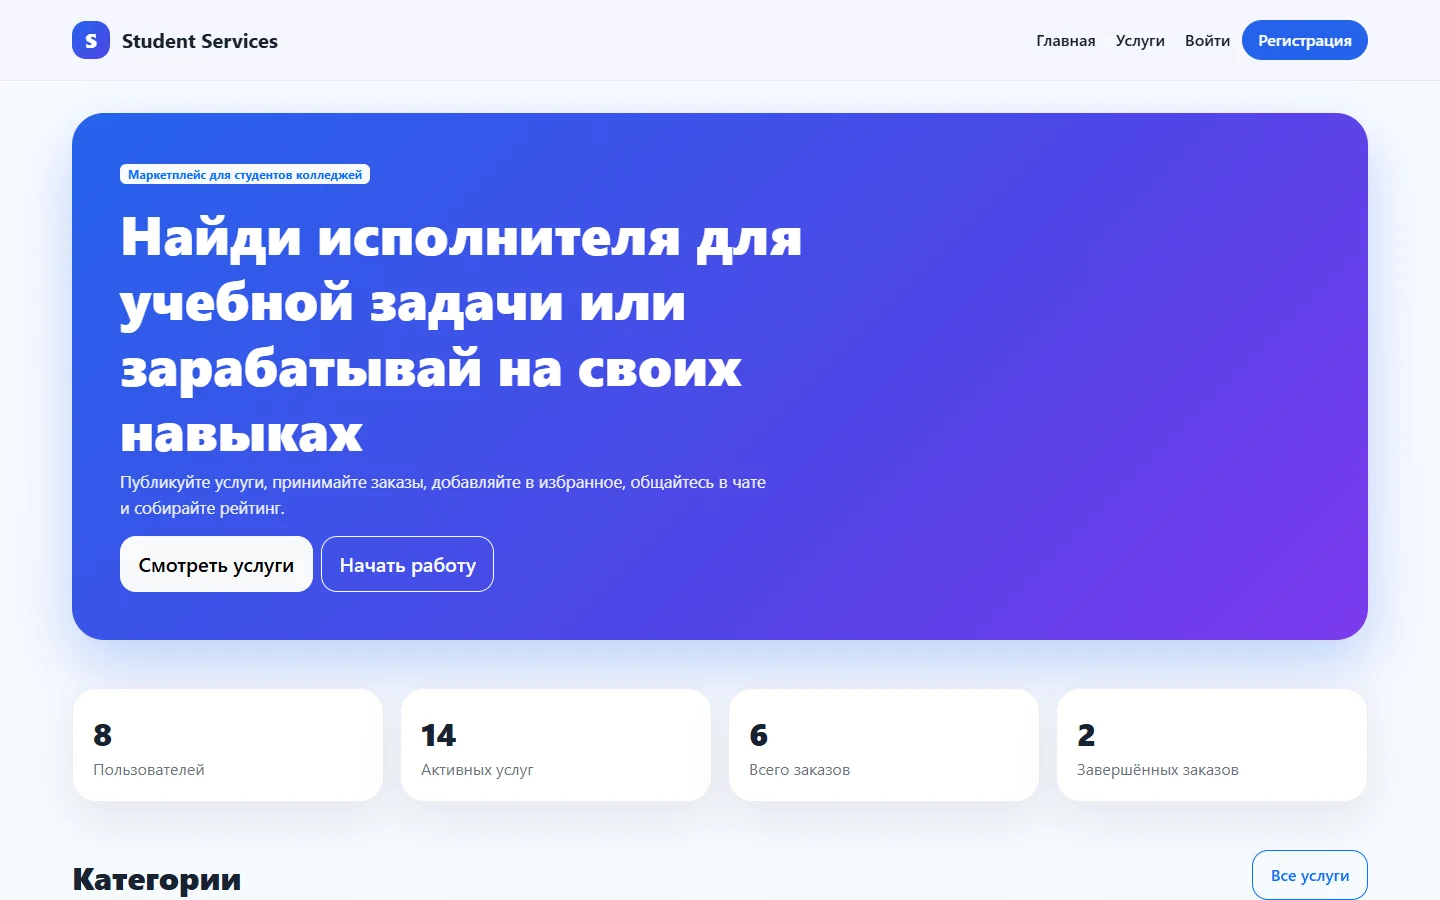 S
Student Services
Главная
Услуги
Войти
Регистрация
Маркетплейс для студентов колледжей
Найди исполнителя для
учебной задачи или
зарабатывай на своих
навыках
Публикуйте услуги, принимайте заказы, добавляйте в избранное, общайтесь в чате
и собирайте рейтинг.
Смотреть услуги
Начать работу
8
Пользователей
14
Активных услуг
6
Всего заказов
2
Завершённых заказов
Категории
Все услуги